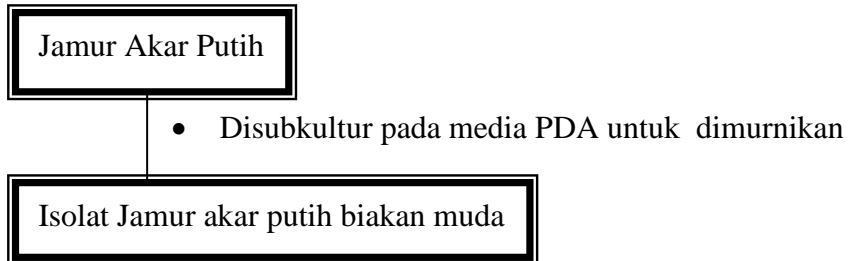 Jamur Akar Putih
• Disubkultur pada media PDA untuk dimurnikan
Isolat Jamur akar putih biakan muda